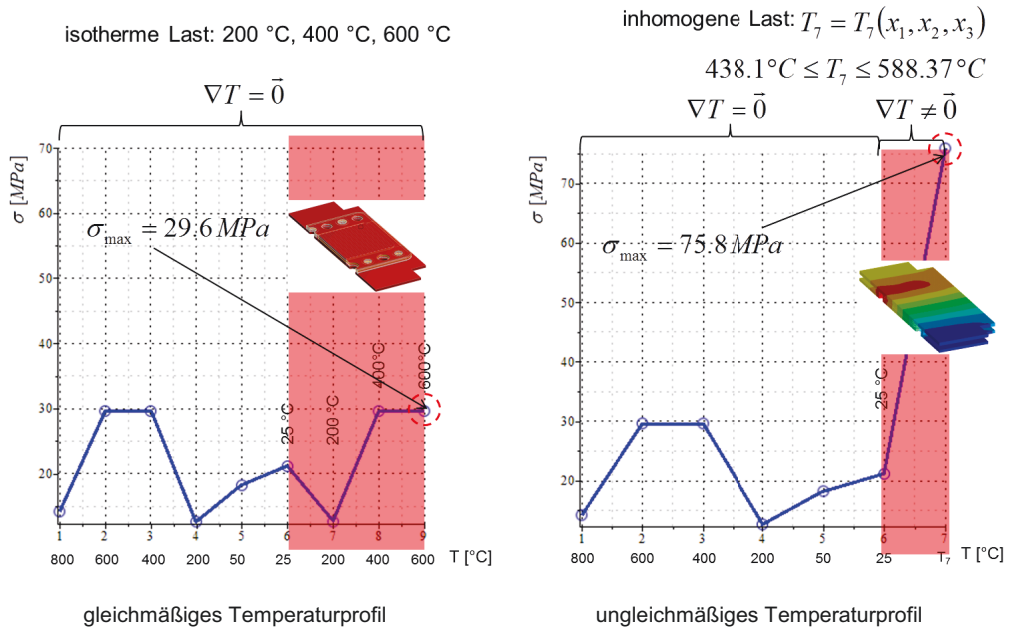 isotherme Last: 200 °C, 400 °C, 600 °C
∇T = 0⃗
σ [MPa]
70
60
50
40
30
20
σmax = 29.6 MPa
25 °C
200 °C
400°C
600°C
1 2 3 4 5 6 7 8 9
800 600 400 200 50 25 200 400 600 T [°C]
gleichmäßiges Temperaturprofil
inhomogene Last: T7 = T7(x1, x2, x3)
438.1°C ≤ T7 ≤ 588.37°C
∇T = 0⃗
∇T ≠ 0⃗
σ [MPa]
70
60
50
40
30
20
σmax = 75.8 MPa
25 °C
1 2 3 4 5 6 7
800 600 400 200 50 25 T7 T [°C]
ungleichmäßiges Temperaturprofil